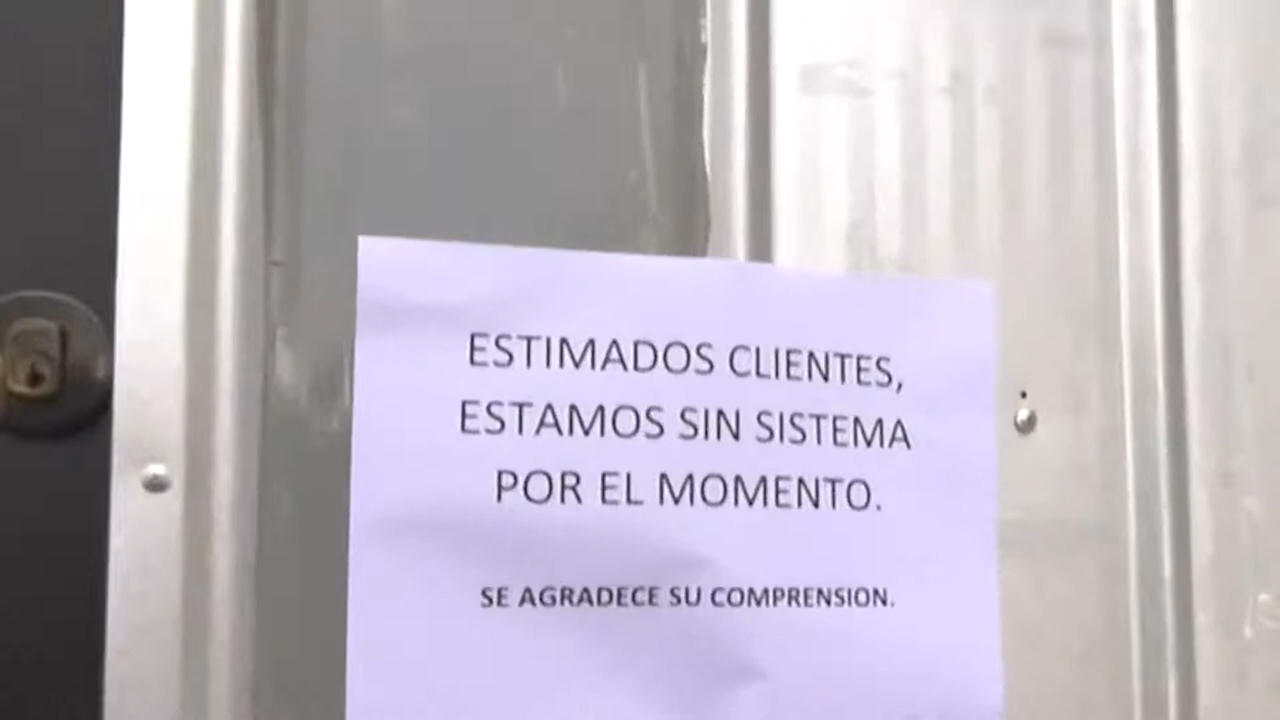 ESTIMADOS CLIENTES,
ESTAMOS SIN SISTEMA
POR EL MOMENTO.
SE AGRADECE SU COMPRENSION.